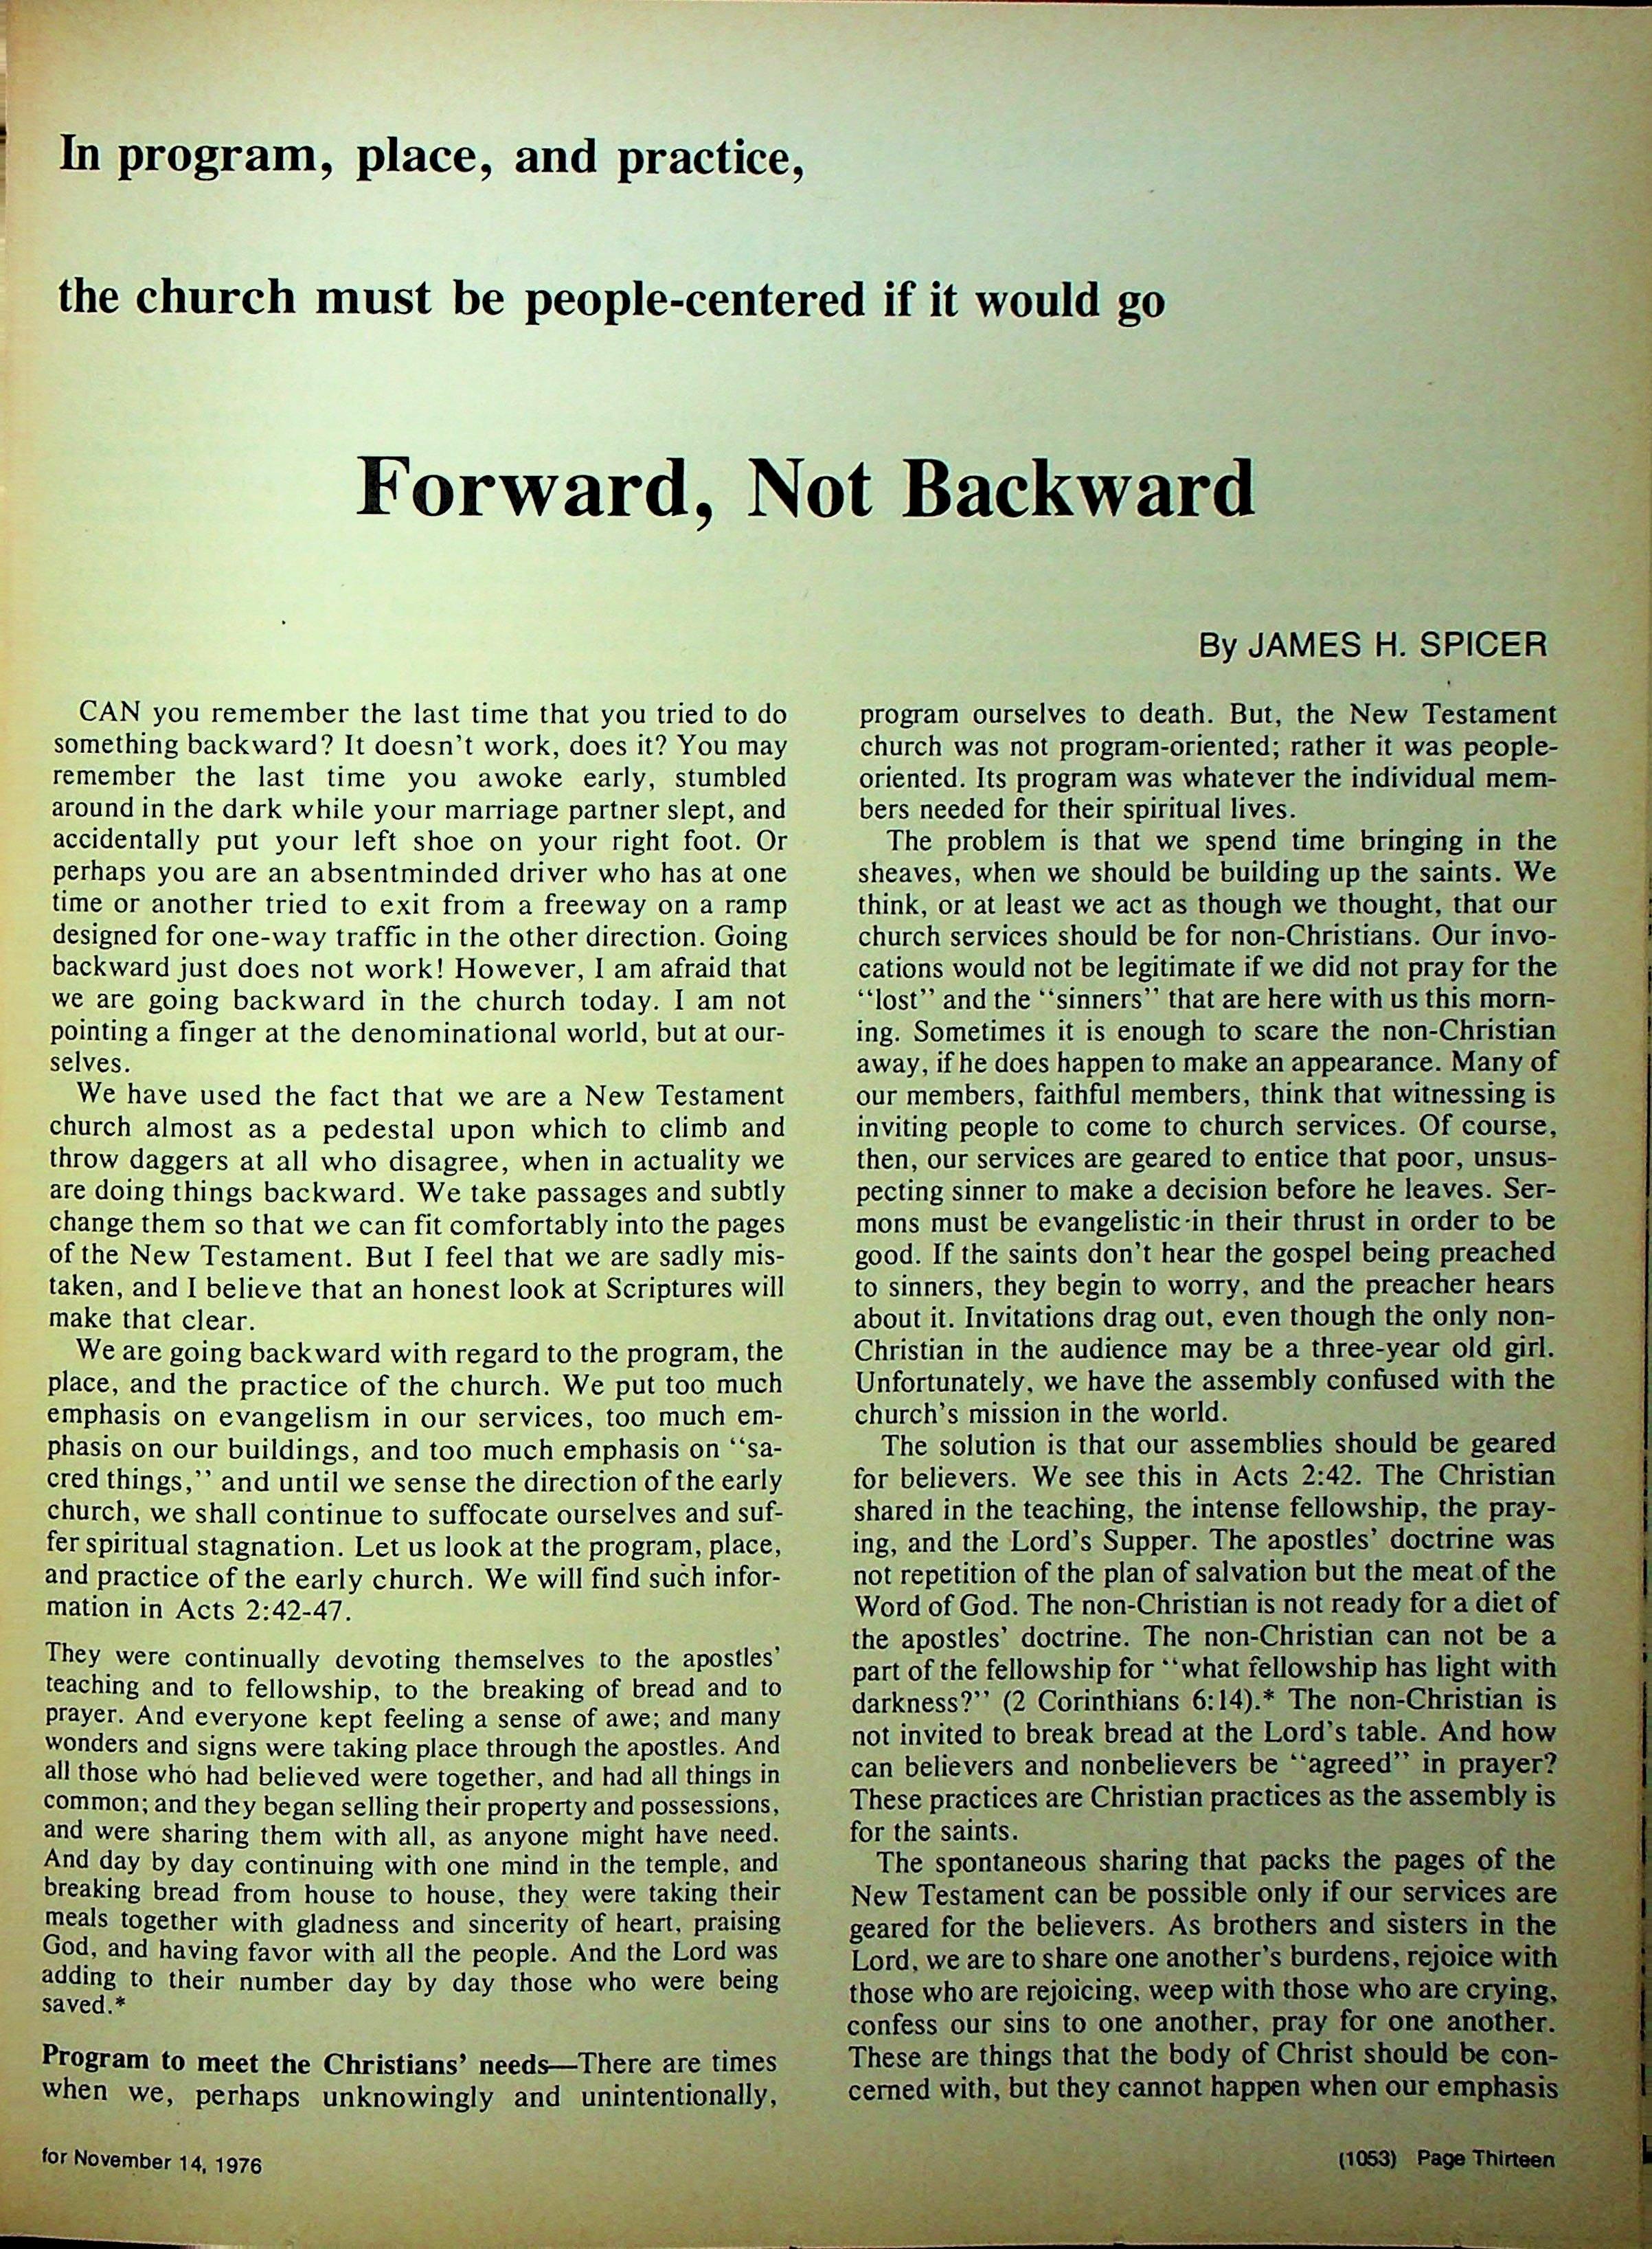 In program, place, and practice,
the church must be people-centered if it would go
Forward, Not Backward
By JAMES H. SPICER
CAN you remember the last time that you tried to do
something backward? It doesn't work, does it? You may
remember the last time you awoke early, stumbled
around in the dark while your marriage partner slept, and
accidentally put your left shoe on your right foot. Or
perhaps you are an absentminded driver who has at one
time or another tried to exit from a freeway on a ramp
designed for one-way traffic in the other direction. Going
backward just does not work! However, I am afraid that
we are going backward in the church today. I am not
pointing a finger at the denominational world, but at our-
selves.
We have used the fact that we are a New Testament
church almost as a pedestal upon which to climb and
throw daggers at all who disagree, when in actuality we
are doing things backward. We take passages and subtly
change them so that we can fit comfortably into the pages
of the New Testament. But I feel that we are sadly mis-
taken, and I believe that an honest look at Scriptures will
make that clear.
We are going backward with regard to the program, the
place, and the practice of the church. We put too much
emphasis on evangelism in our services, too much em-
phasis on our buildings, and too much emphasis on "sa-
cred things," and until we sense the direction of the early
church, we shall continue to suffocate ourselves and suf-
fer spiritual stagnation. Let us look at the program, place,
and practice of the early church. We will find such infor-
mation in Acts 2:42-47.
They were continually devoting themselves to the apostles'
teaching and to fellowship, to the breaking of bread and to
prayer. And everyone kept feeling a sense of awe; and many
wonders and signs were taking place through the apostles. And
all those who had believed were together, and had all things in
common; and they began selling their property and possessions,
and were sharing them with all, as anyone might have need.
And day by day continuing with one mind in the temple, and
breaking bread from house to house, they were taking their
meals together with gladness and sincerity of heart, praising
God, and having favor with all the people. And the Lord was
adding to their number day by day those who were being
saved.*
Program to meet the Christians' needs—There are times
when we, perhaps unknowingly and unintentionally,
program ourselves to death. But, the New Testament
church was not program-oriented; rather it was people-
oriented. Its program was whatever the individual mem-
bers needed for their spiritual lives.
The problem is that we spend time bringing in the
sheaves, when we should be building up the saints. We
think, or at least we act as though we thought, that our
church services should be for non-Christians. Our invo-
cations would not be legitimate if we did not pray for the
"lost" and the "sinners" that are here with us this morn-
ing. Sometimes it is enough to scare the non-Christian
away, if he does happen to make an appearance. Many of
our members, faithful members, think that witnessing is
inviting people to come to church services. Of course,
then, our services are geared to entice that poor, unsus-
pecting sinner to make a decision before he leaves. Ser-
mons must be evangelistic in their thrust in order to be
good. If the saints don't hear the gospel being preached
to sinners, they begin to worry, and the preacher hears
about it. Invitations drag out, even though the only non-
Christian in the audience may be a three-year old girl.
Unfortunately, we have the assembly confused with the
church's mission in the world.
The solution is that our assemblies should be geared
for believers. We see this in Acts 2:42. The Christian
shared in the teaching, the intense fellowship, the pray-
ing, and the Lord's Supper. The apostles' doctrine was
not repetition of the plan of salvation but the meat of the
Word of God. The non-Christian is not ready for a diet of
the apostles' doctrine. The non-Christian can not be a
part of the fellowship for "what fellowship has light with
darkness?" (2 Corinthians 6:14).* The non-Christian is
not invited to break bread at the Lord's table. And how
can believers and nonbelievers be "agreed" in prayer?
These practices are Christian practices as the assembly is
for the saints.
The spontaneous sharing that packs the pages of the
New Testament can be possible only if our services are
geared for the believers. As brothers and sisters in the
Lord, we are to share one another's burdens, rejoice with
those who are rejoicing, weep with those who are crying,
confess our sins to one another, pray for one another.
These are things that the body of Christ should be con-
cerned with, but they cannot happen when our emphasis
for November 14, 1976
(1053) Page Thirteen